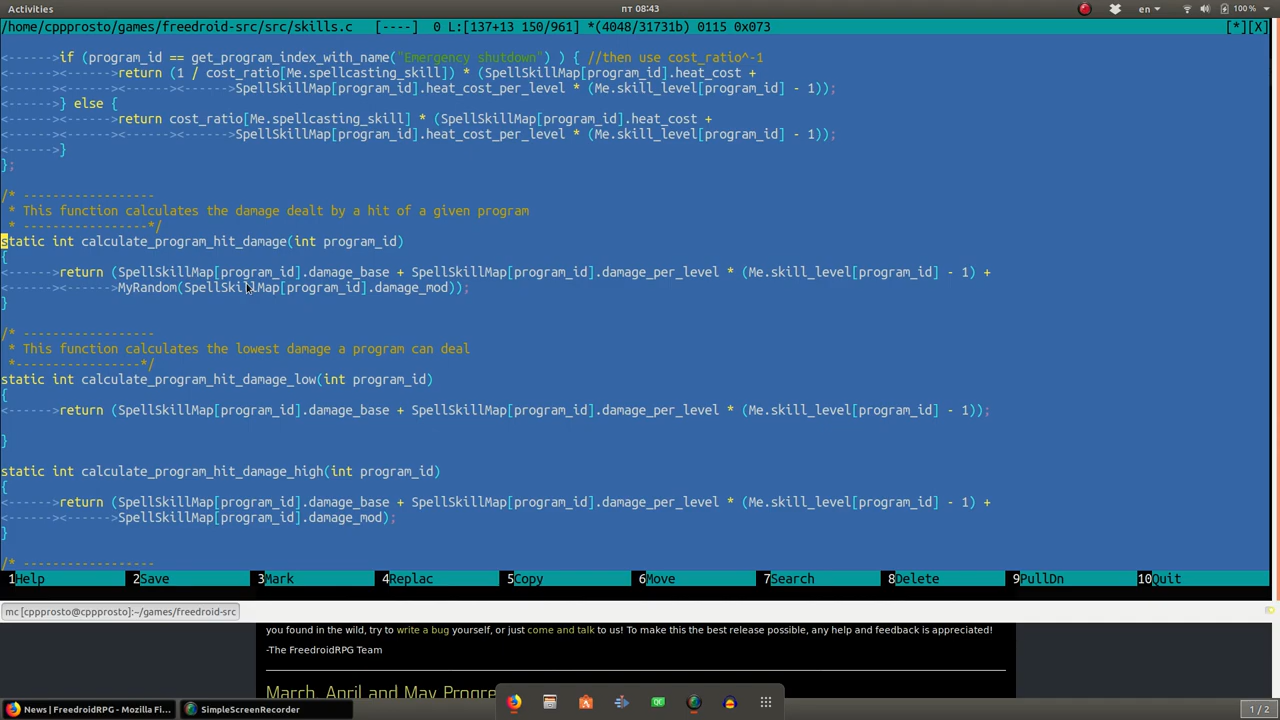 Activities
пт 08:43
en
100 %
/home/cppprosto/games/freedroid-src/src/skills.c [----] 0 L:[137+13 150/961] *(4048/31731b) 0115 0x073 [*][X]
<------>if (program_id == get_program_index_with_name("Emergency shutdown") ) { //then use cost_ratio^-1
<------><------>return (1 / cost_ratio[Me.spellcasting_skill]) * (SpellSkillMap[program_id].heat_cost +
<------><------><------><------>SpellSkillMap[program_id].heat_cost_per_level * (Me.skill_level[program_id] - 1));
<------>} else {
<------><------>return cost_ratio[Me.spellcasting_skill] * (SpellSkillMap[program_id].heat_cost +
<------><------><------><------>SpellSkillMap[program_id].heat_cost_per_level * (Me.skill_level[program_id] - 1));
<------>}
};
/* ------------------
 * This function calculates the damage dealt by a hit of a given program
 * -----------------*/
static int calculate_program_hit_damage(int program_id)
{
<------>return (SpellSkillMap[program_id].damage_base + SpellSkillMap[program_id].damage_per_level * (Me.skill_level[program_id] - 1) +
<------><------>MyRandom(SpellSkillMap[program_id].damage_mod));
}
/* ------------------
 * This function calculates the lowest damage a program can deal
 *-----------------*/
static int calculate_program_hit_damage_low(int program_id)
{
<------>return (SpellSkillMap[program_id].damage_base + SpellSkillMap[program_id].damage_per_level * (Me.skill_level[program_id] - 1));
}
static int calculate_program_hit_damage_high(int program_id)
{
<------>return (SpellSkillMap[program_id].damage_base + SpellSkillMap[program_id].damage_per_level * (Me.skill_level[program_id] - 1) +
<------><------>SpellSkillMap[program_id].damage_mod);
}
/* ------------------
1Help 2Save 3Mark 4Replac 5Copy 6Move 7Search 8Delete 9PullDn 10Quit
mc [cppprosto@cppprosto]:~/games/freedroid-src
you found in the wild, try to write a bug yourself, or just come and talk to us! To make this the best release possible, any help and feedback is appreciated!
-The FreedroidRPG Team
March, April and May Progre
News | FreedroidRPG - Mozilla Fi...
SimpleScreenRecorder
1 / 2